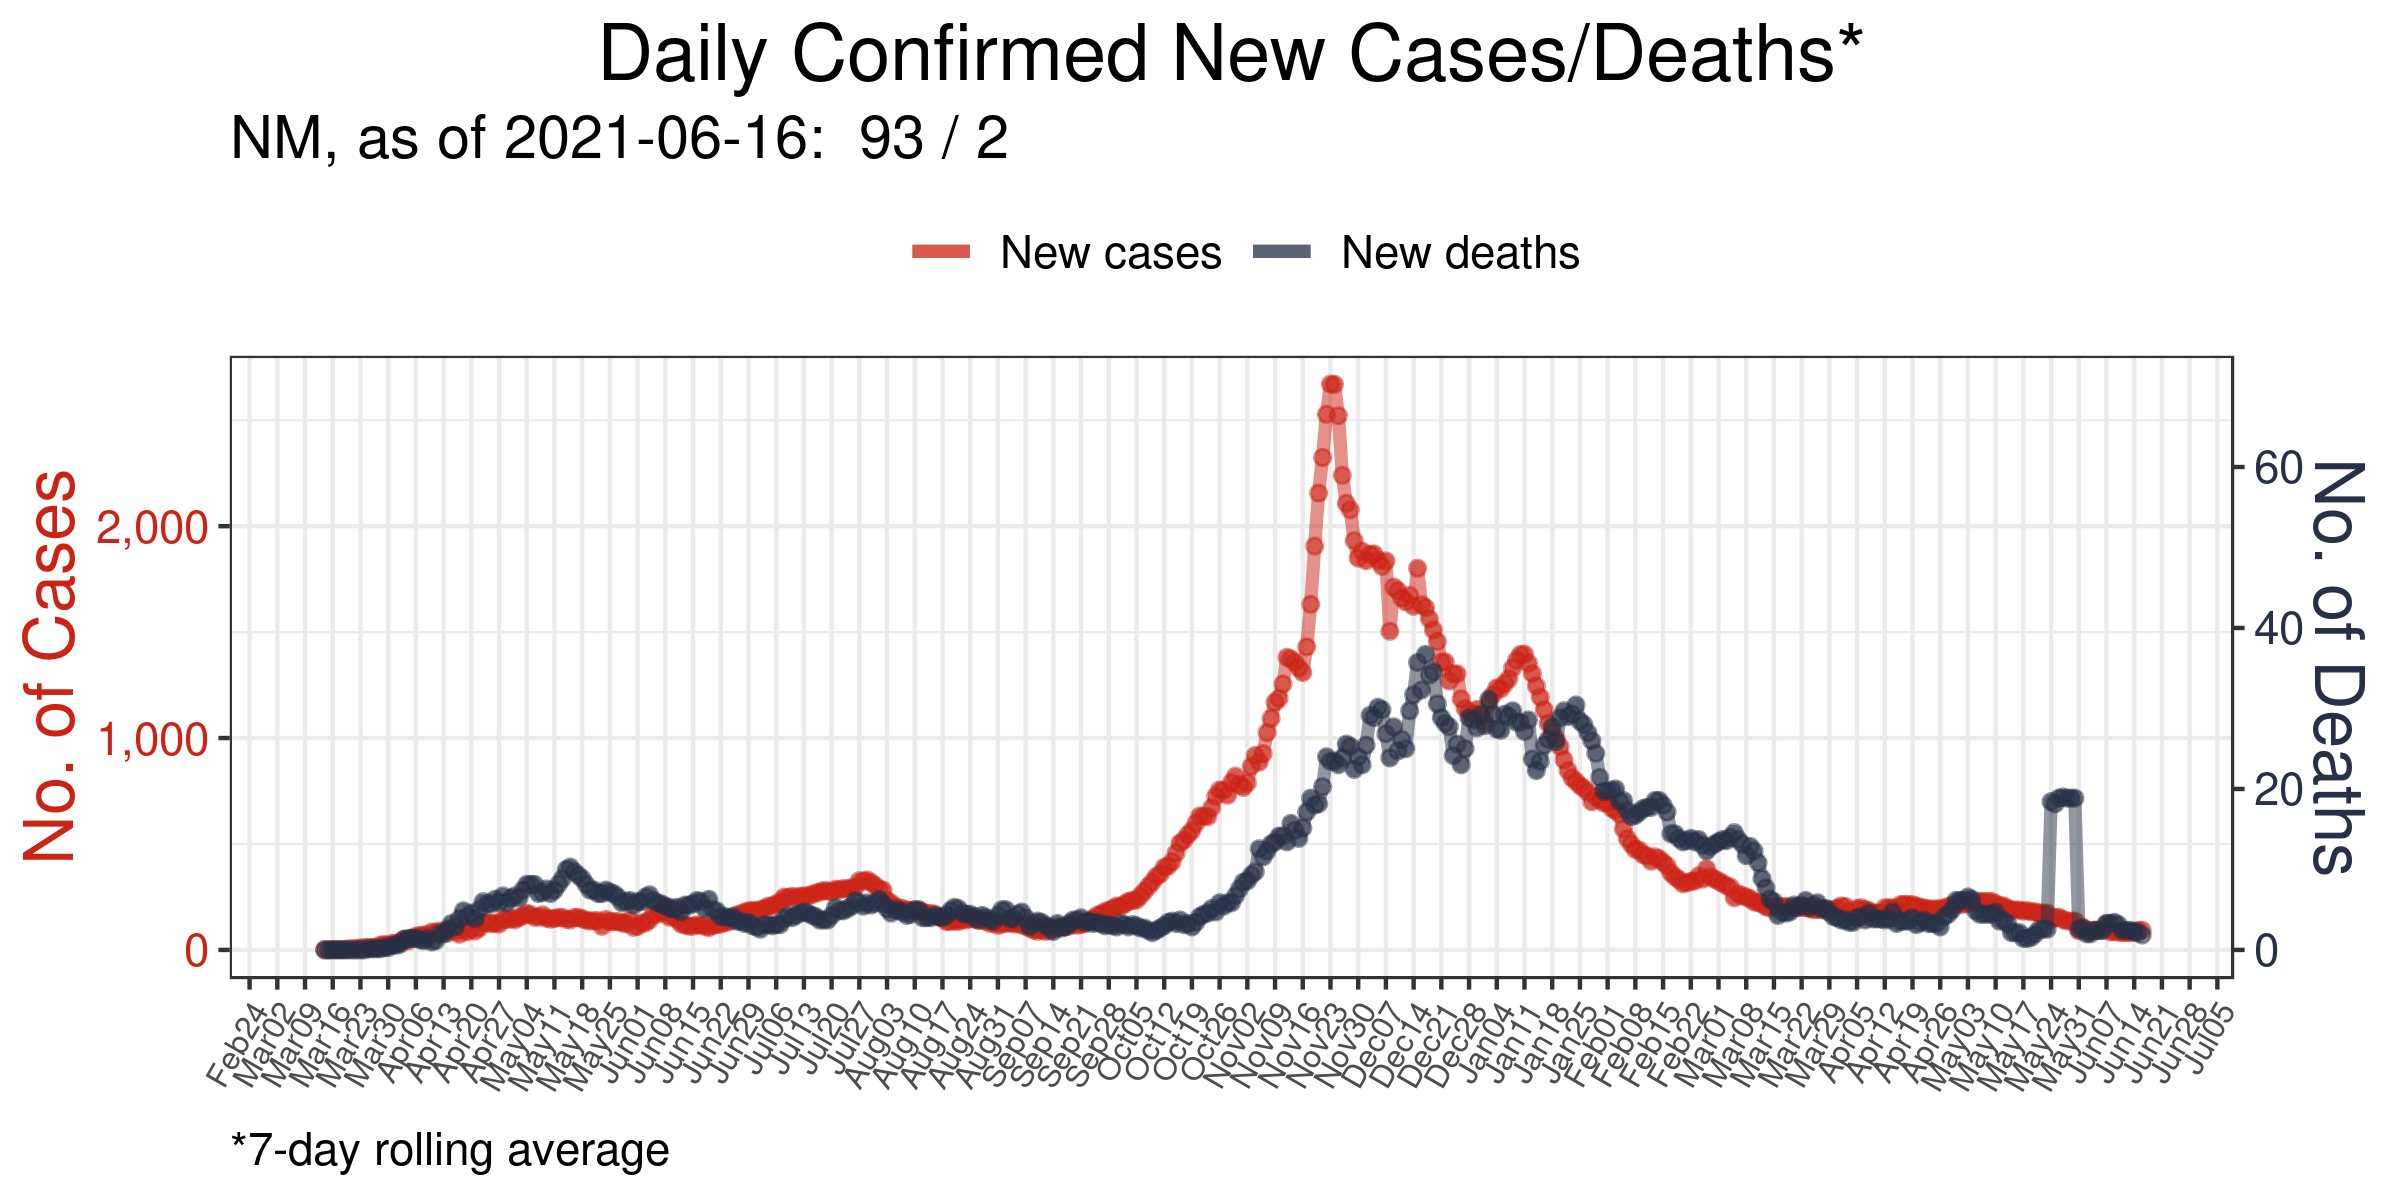 Daily Confirmed New Cases/Deaths*
NM, as of 2021-06-16:  93 / 2
New cases
New deaths
No. of Cases
2,000
1,000
0
60
40
20
0
No. of Deaths
Feb24
Mar02
Mar09
Mar16
Mar23
Mar30
Apr06
Apr13
Apr20
Apr27
May04
May11
May18
May25
Jun01
Jun08
Jun15
Jun22
Jun29
Jul06
Jul13
Jul20
Jul27
Aug03
Aug10
Aug17
Aug24
Aug31
Sep07
Sep14
Sep21
Sep28
Oct05
Oct12
Oct19
Oct26
Nov02
Nov09
Nov16
Nov23
Nov30
Dec07
Dec14
Dec21
Dec28
Jan04
Jan11
Jan18
Jan25
Feb01
Feb08
Feb15
Feb22
Mar01
Mar08
Mar15
Mar22
Mar29
Apr05
Apr12
Apr19
Apr26
May03
May10
May17
May24
May31
Jun07
Jun14
Jun21
Jun28
Jul05
*7-day rolling average